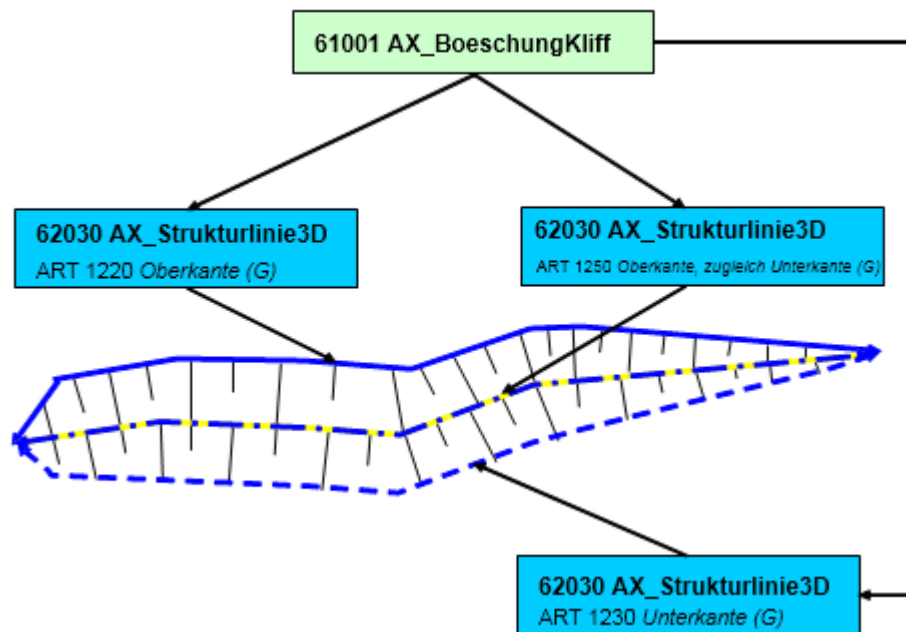 61001 AX_BoeschungKliff
62030 AX_Strukturlinie3D
ART 1220 Oberkante (G)
62030 AX_Strukturlinie3D
ART 1250 Oberkante, zugleich Unterkante (G)
62030 AX_Strukturlinie3D
ART 1230 Unterkante (G)